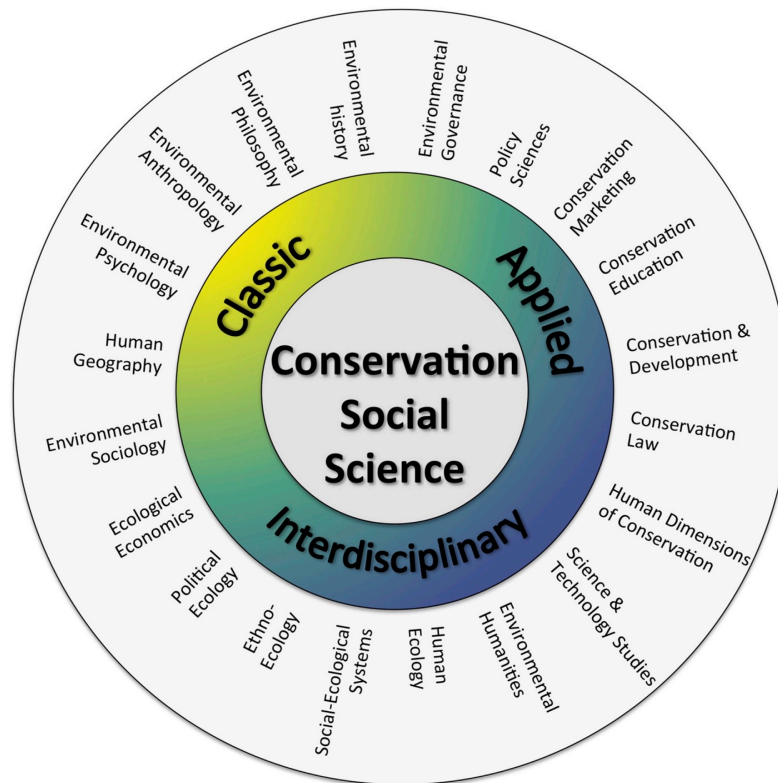 Conservation
Social
Science
Classic
Applied
Interdisciplinary
Environmental
Governance
Policy
Sciences
Conservation
Marketing
Conservation
Education
Conservation &
Development
Conservation
Law
Human Dimensions
of Conservation
Science &
Technology Studies
Environmental
Humanities
Human
Ecology
Social-Ecological
Systems
Ethno-
Ecology
Political
Ecology
Ecological
Economics
Environmental
Sociology
Human
Geography
Environmental
Psychology
Environmental
Anthropology
Environmental
Philosophy
Environmental
history